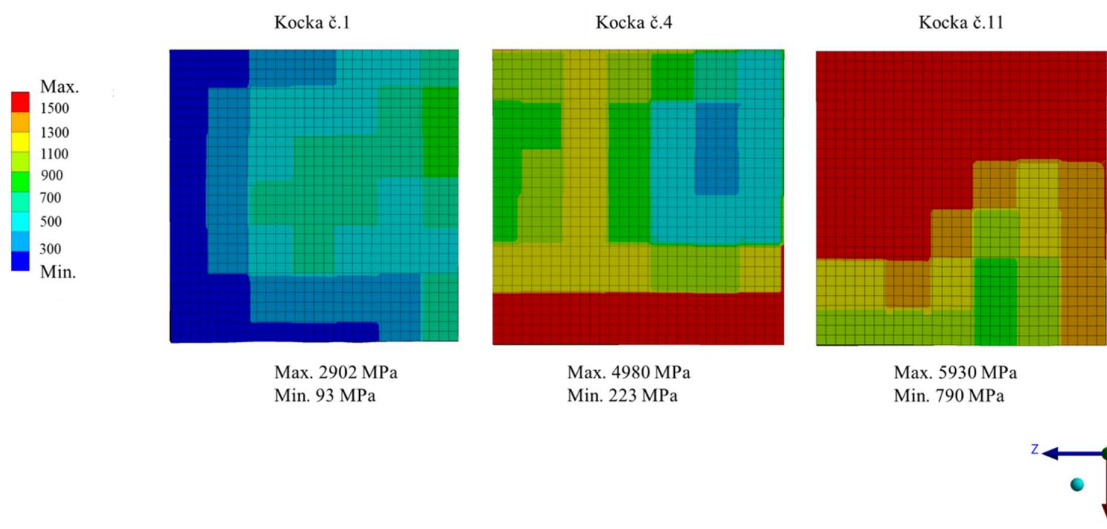 Kocka č.1
Kocka č.4
Kocka č.11
Max.
1500
1300
1100
900
700
500
300
Min.
Max. 2902 MPa
Min. 93 MPa
Max. 4980 MPa
Min. 223 MPa
Max. 5930 MPa
Min. 790 MPa
Z